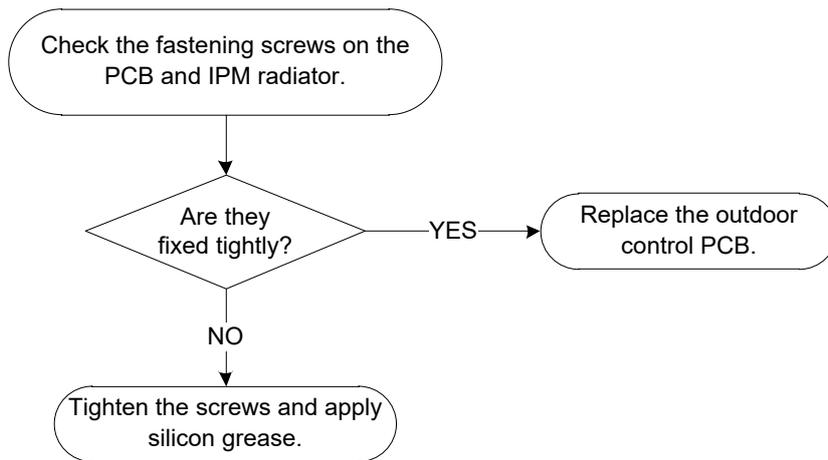 Check the fastening screws on the
PCB and IPM radiator.
Are they
fixed tightly?
YES
Replace the outdoor
control PCB.
NO
Tighten the screws and apply
silicon grease.